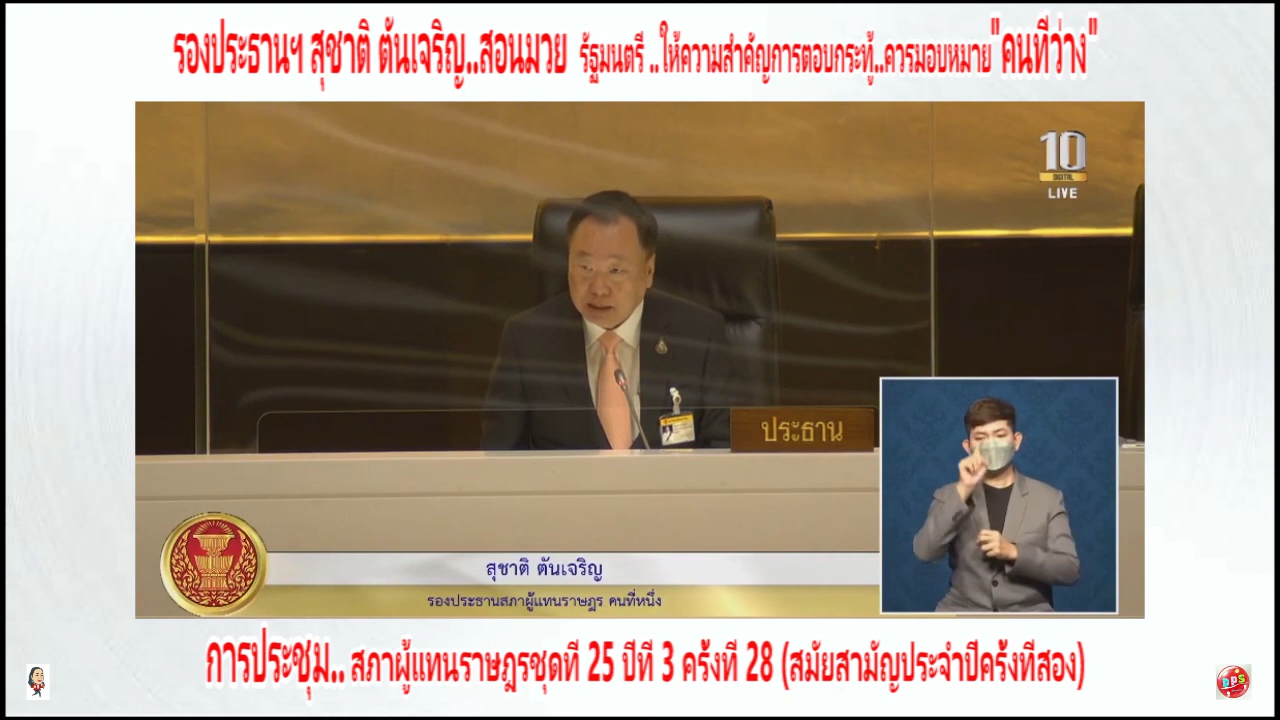 รองประธานฯ สุชาติ ตันเจริญ..สอนมวย รัฐมนตรี ..ให้ความสำคัญการตอบกระทู้..ควรมอบหมาย"คนที่ว่าง"
10
DIGITAL
LIVE
ประธาน
สุชาติ ตันเจริญ
รองประธานสภาผู้แทนราษฎร คนที่หนึ่ง
การประชุม.. สภาผู้แทนราษฎรชุดที่ 25 ปีที่ 3 ครั้งที่ 28 (สมัยสามัญประจำปีครั้งที่สอง)
DPS